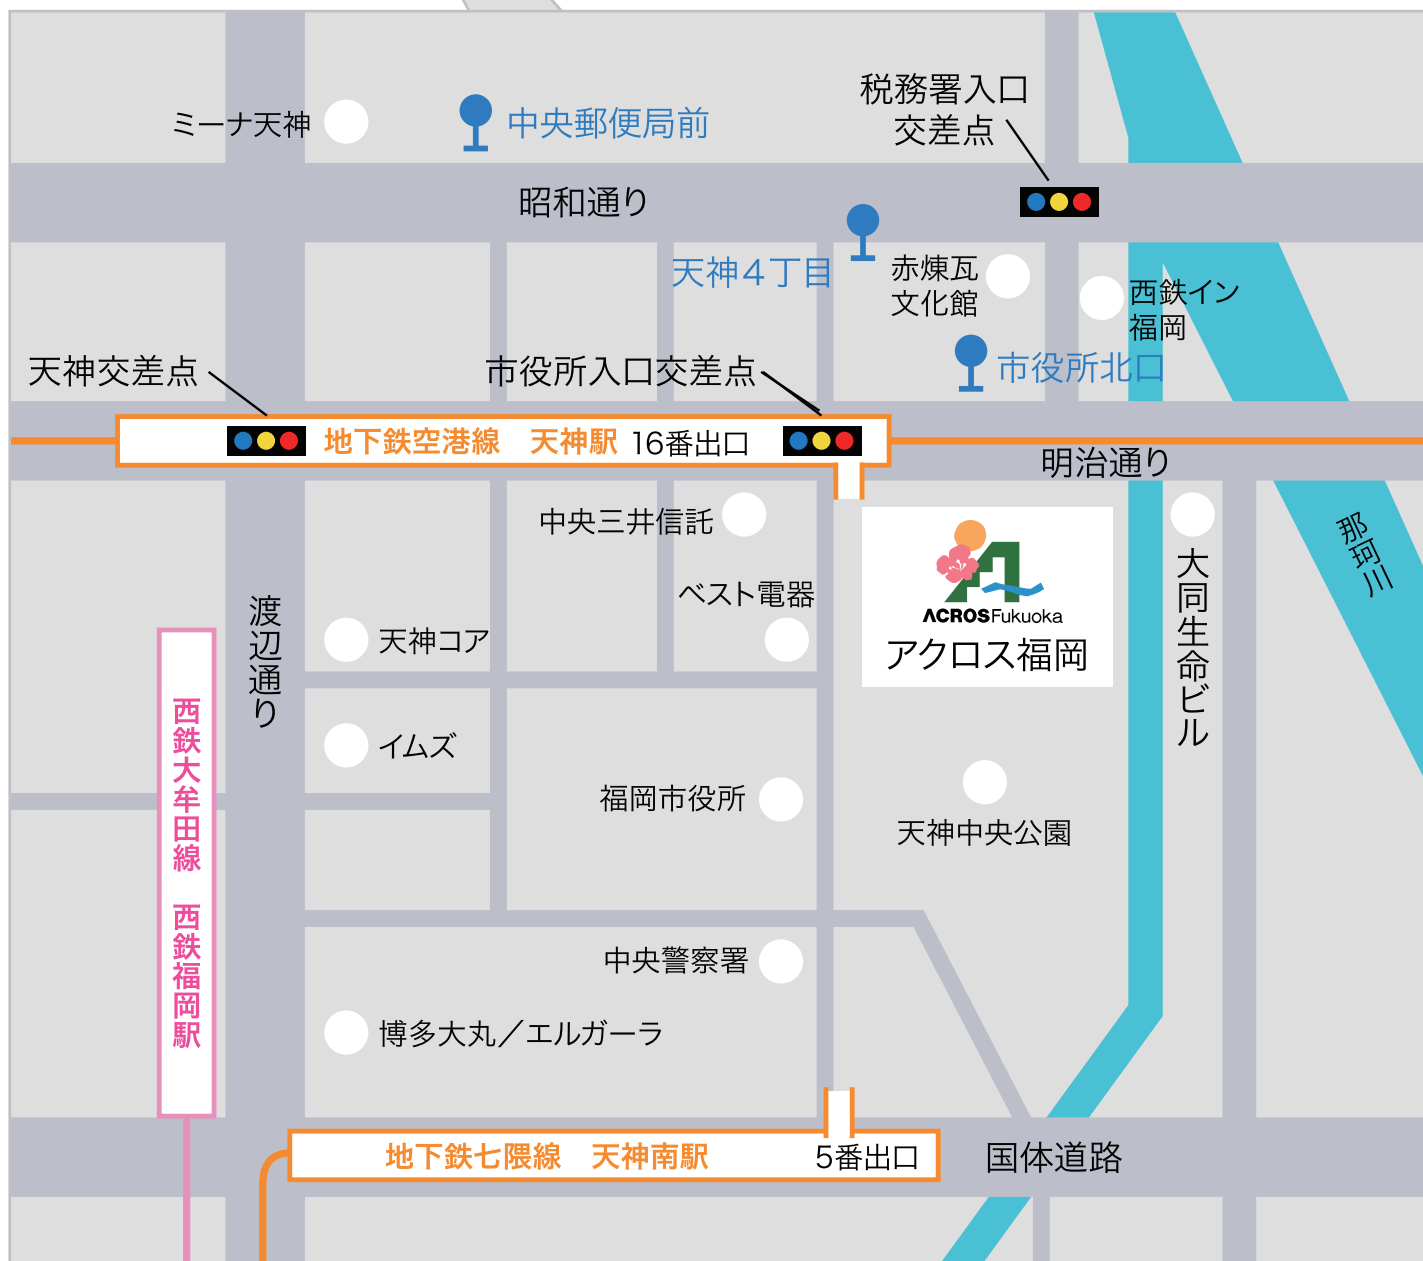 税務署入口
交差点
ミーナ天神
中央郵便局前
昭和通り
天神4丁目
赤煉瓦
文化館
西鉄イン
福岡
天神交差点
市役所入口交差点
市役所北口
地下鉄空港線　天神駅
16番出口
明治通り
中央三井信託
那珂川
ベスト電器
ACROS Fukuoka
アクロス福岡
大同生命ビル
渡辺通り
天神コア
西鉄大牟田線　西鉄福岡駅
イムズ
福岡市役所
天神中央公園
中央警察署
博多大丸／エルガーラ
地下鉄七隈線　天神南駅
5番出口
国体道路